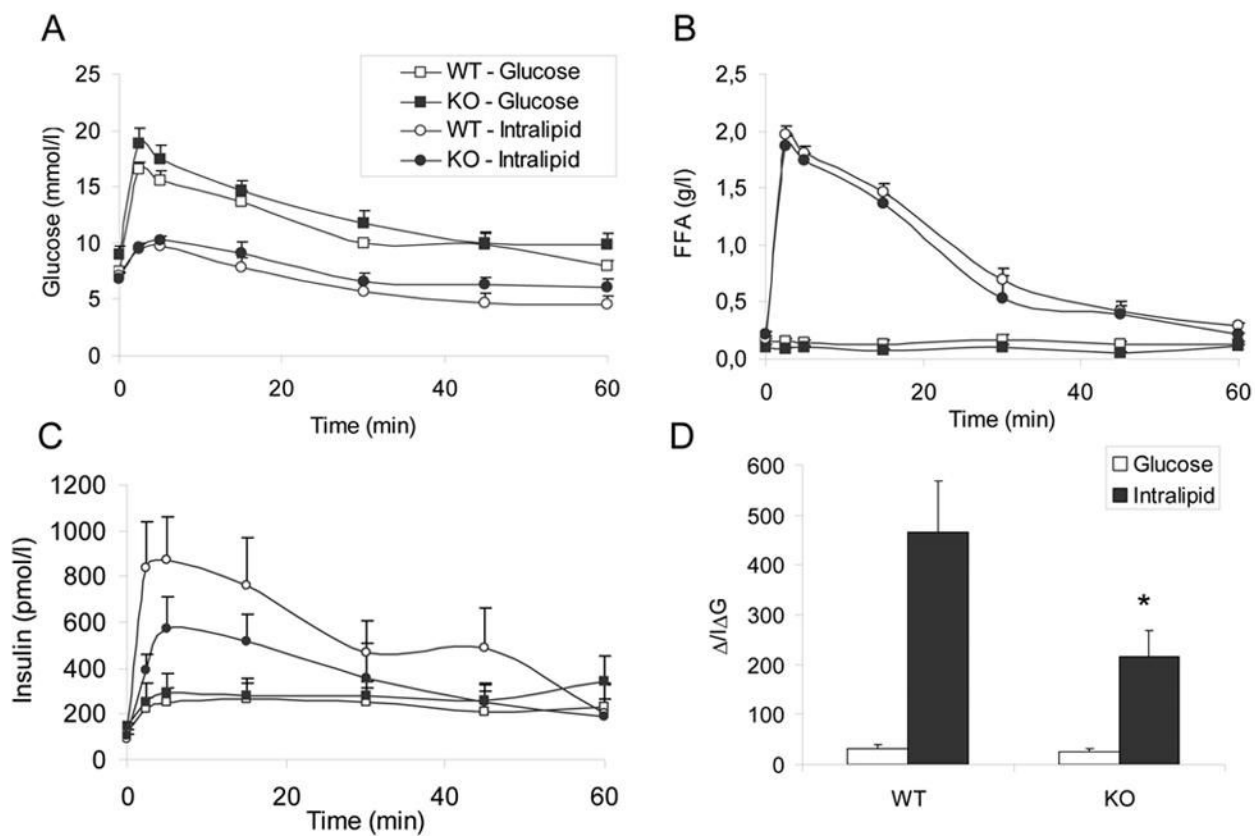 A
Glucose (mmol/l)
25
20
15
10
5
0
0 20 40 60
Time (min)
WT - Glucose
KO - Glucose
WT - Intralipid
KO - Intralipid
B
FFA (g/l)
2,5
2,0
1,5
1,0
0,5
0,0
0 20 40 60
Time (min)
C
Insulin (pmol/l)
1200
1000
800
600
400
200
0
0 20 40 60
Time (min)
D
Δ/IΔG
600
500
400
300
200
100
0
Glucose
Intralipid
*
WT KO